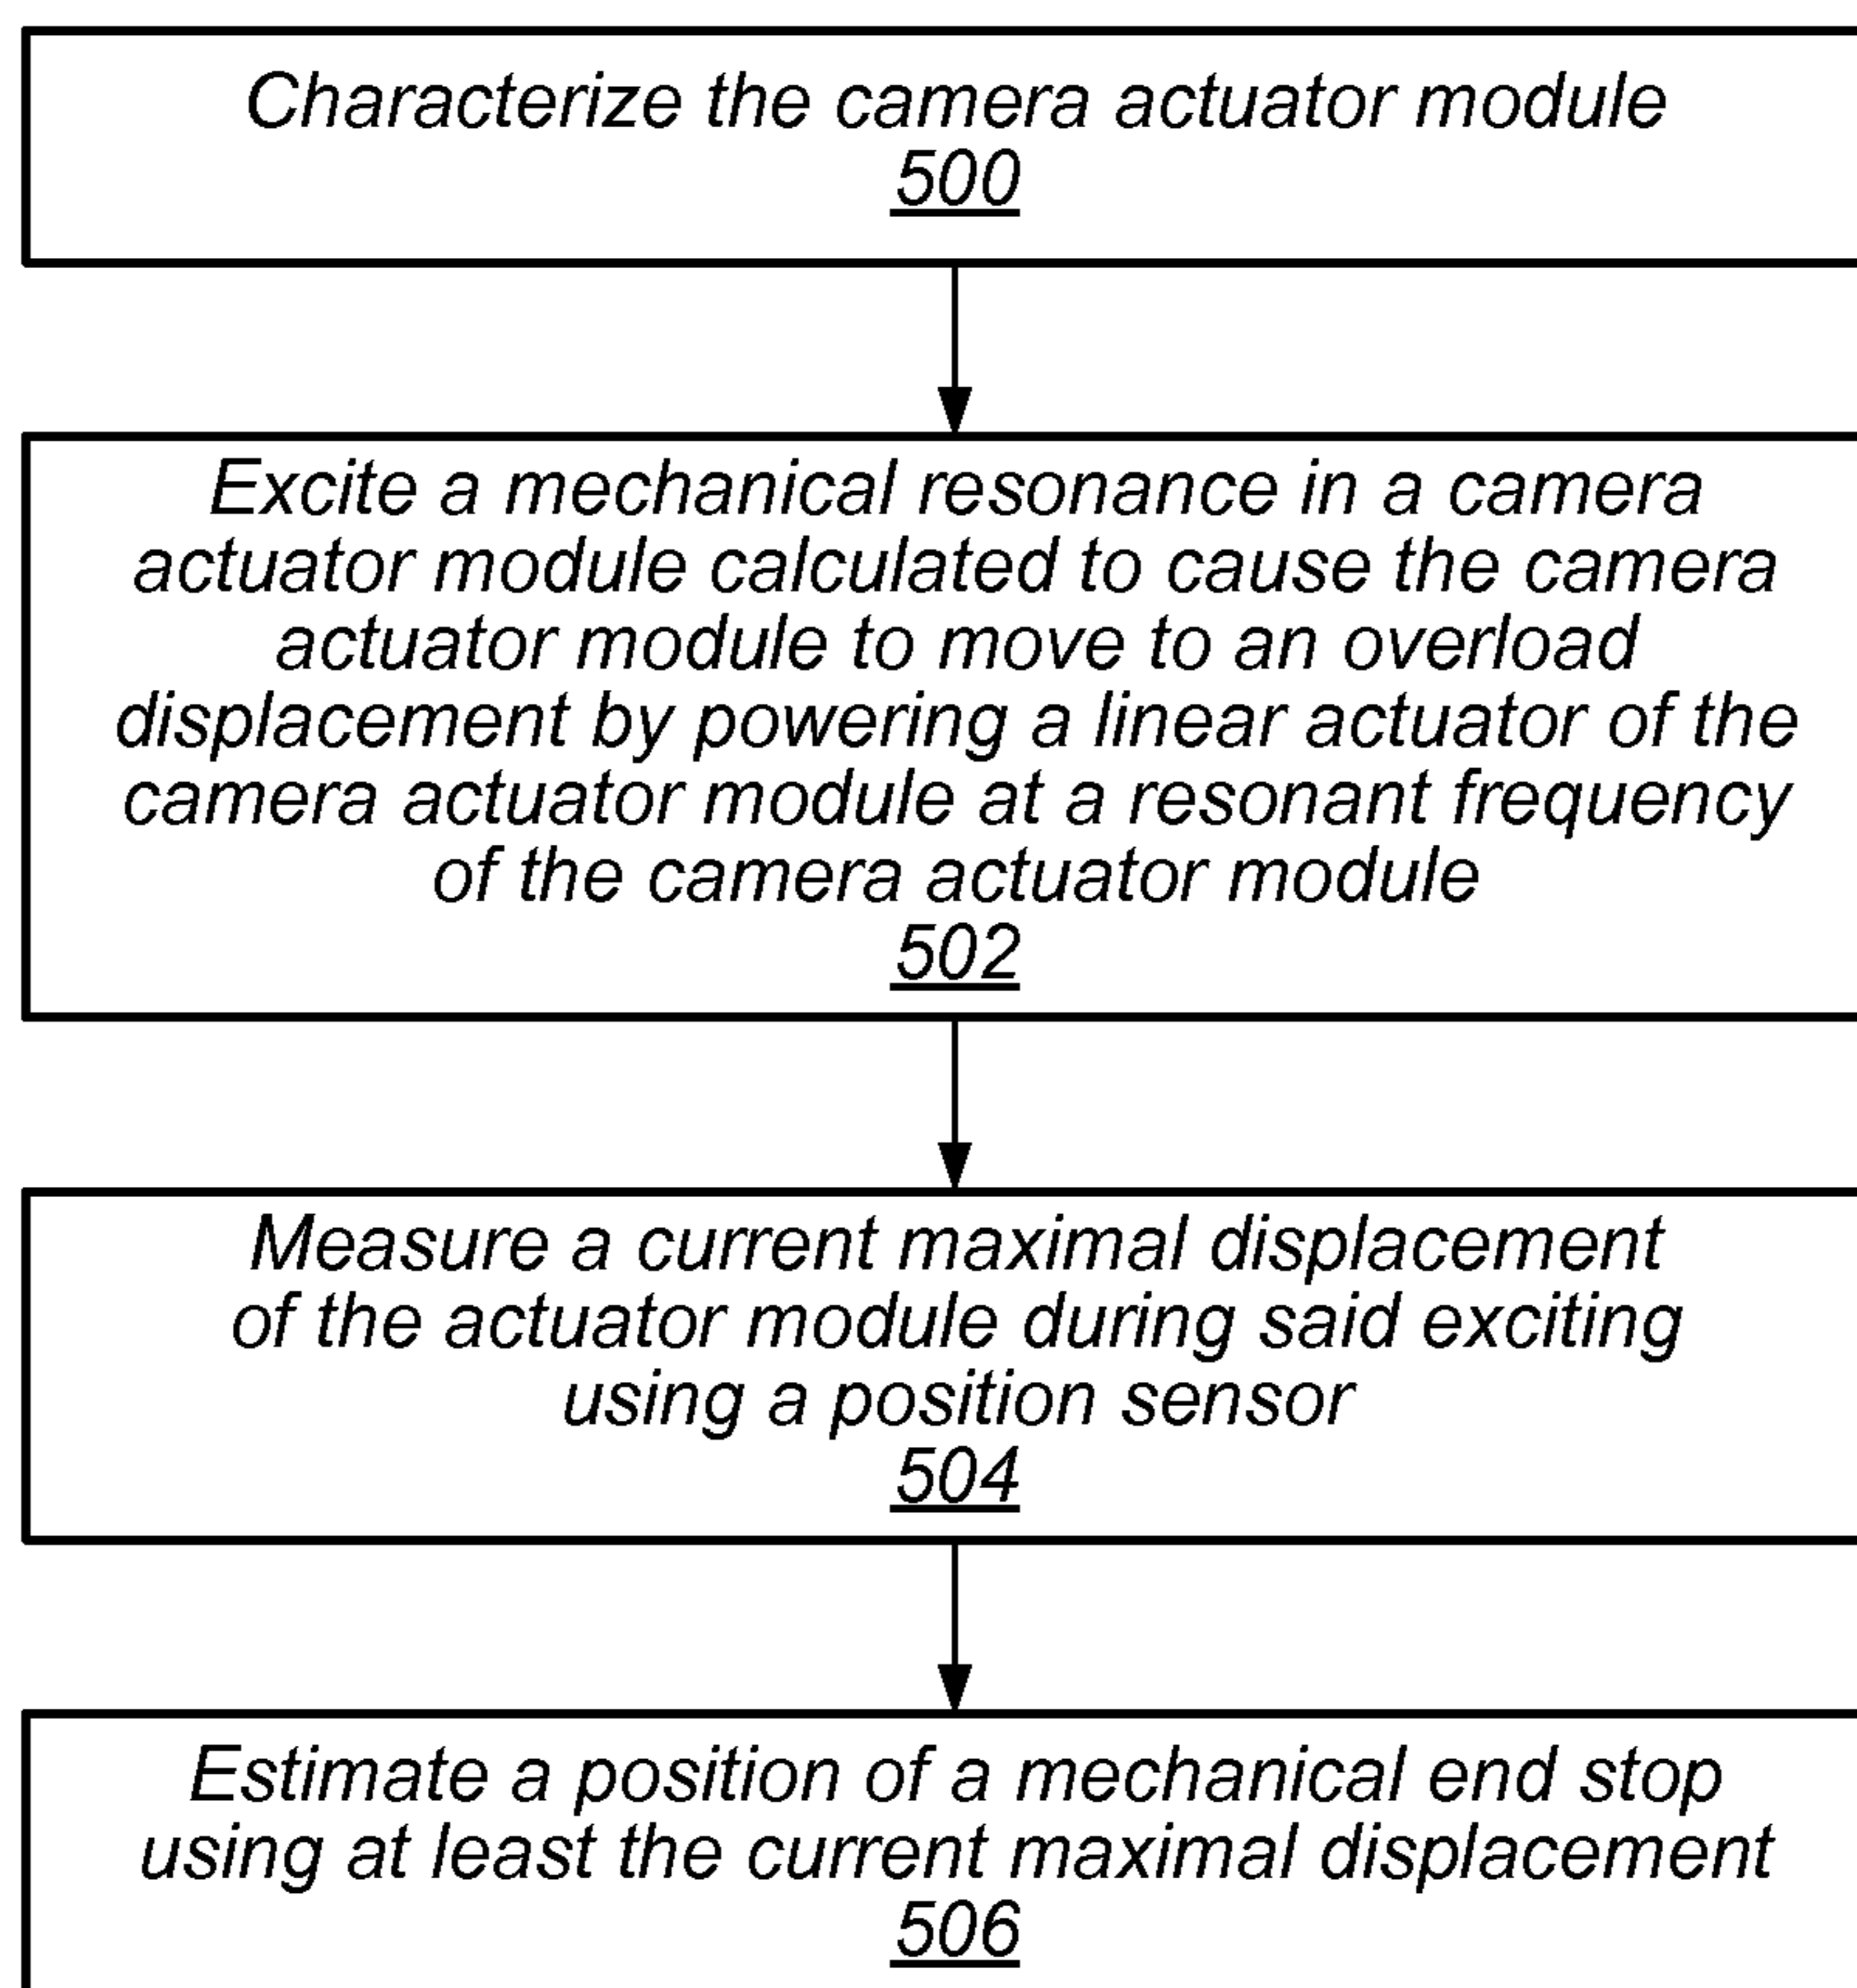 Characterize the camera actuator module
500
Excite a mechanical resonance in a camera
actuator module calculated to cause the camera
actuator module to move to an overload
displacement by powering a linear actuator of the
camera actuator module at a resonant frequency
of the camera actuator module
502
Measure a current maximal displacement
of the actuator module during said exciting
using a position sensor
504
Estimate a position of a mechanical end stop
using at least the current maximal displacement
506